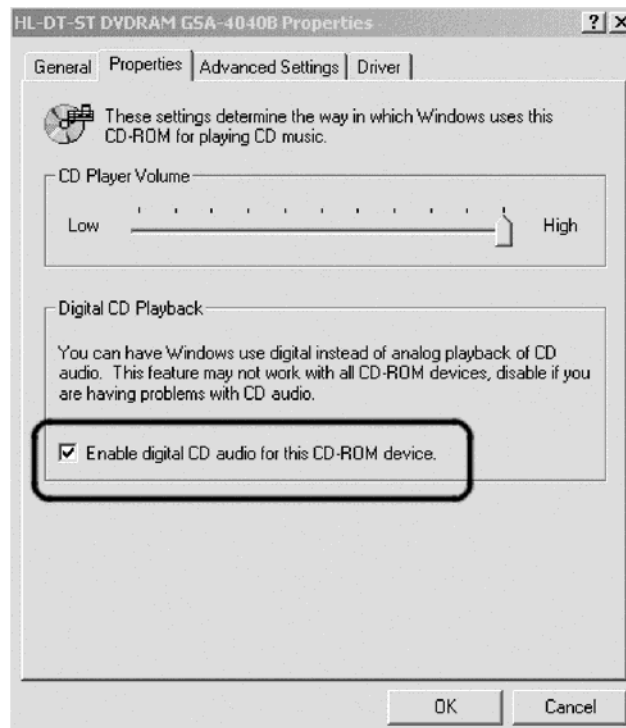 HL-DT-ST DVDRAM GSA-4040B Properties
General Properties Advanced Settings Driver
These settings determine the way in which Windows uses this
CD-ROM for playing CD music.
CD Player Volume
Low High
Digital CD Playback
You can have Windows use digital instead of analog playback of CD
audio. This feature may not work with all CD-ROM devices, disable if you
are having problems with CD audio.
Enable digital CD audio for this CD-ROM device.
OK Cancel